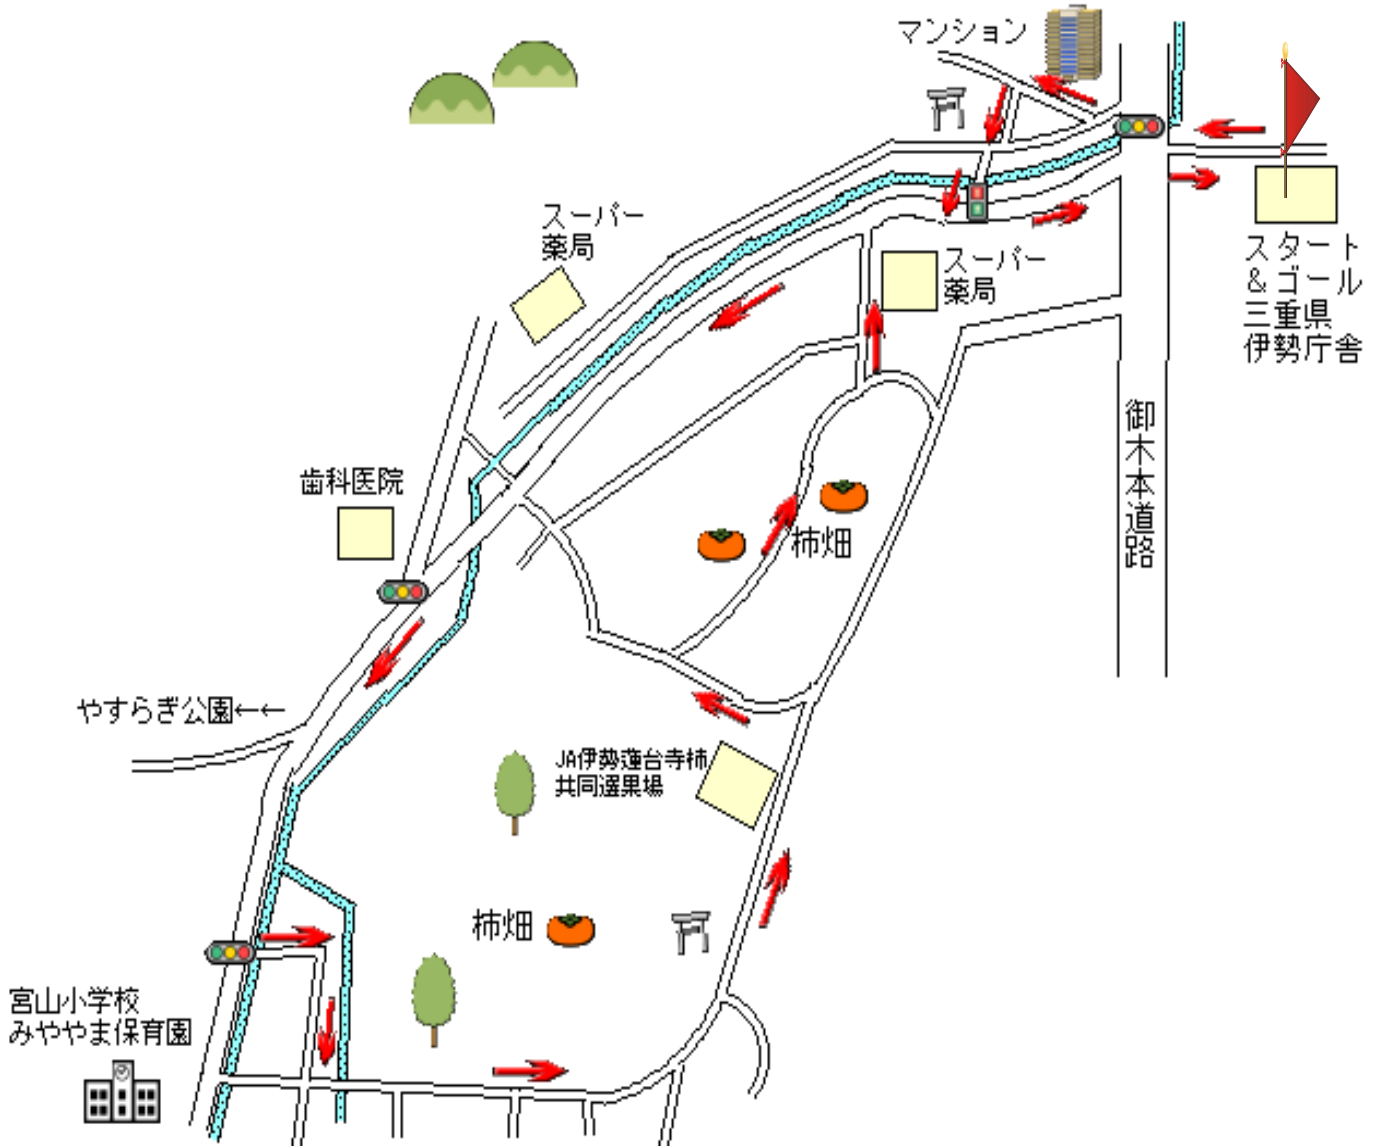 マンション
スーパー
薬局
スーパー
薬局
スタート
&ゴール
三重県
伊勢庁舎
御木本道路
歯科医院
柿畑
やすらぎ公園←←
JA伊勢蓮台寺柿
共同選果場
柿畑
宮山小学校
みややま保育園